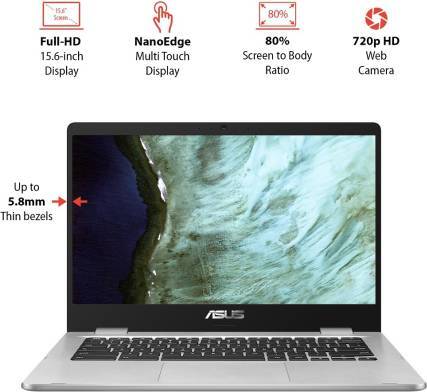 15.6"
Screen
80%
Full-HD
15.6-inch
Display
NanoEdge
Multi Touch
Display
80%
Screen to Body
Ratio
720p HD
Web
Camera
Up to
5.8mm
Thin bezels
ASUS